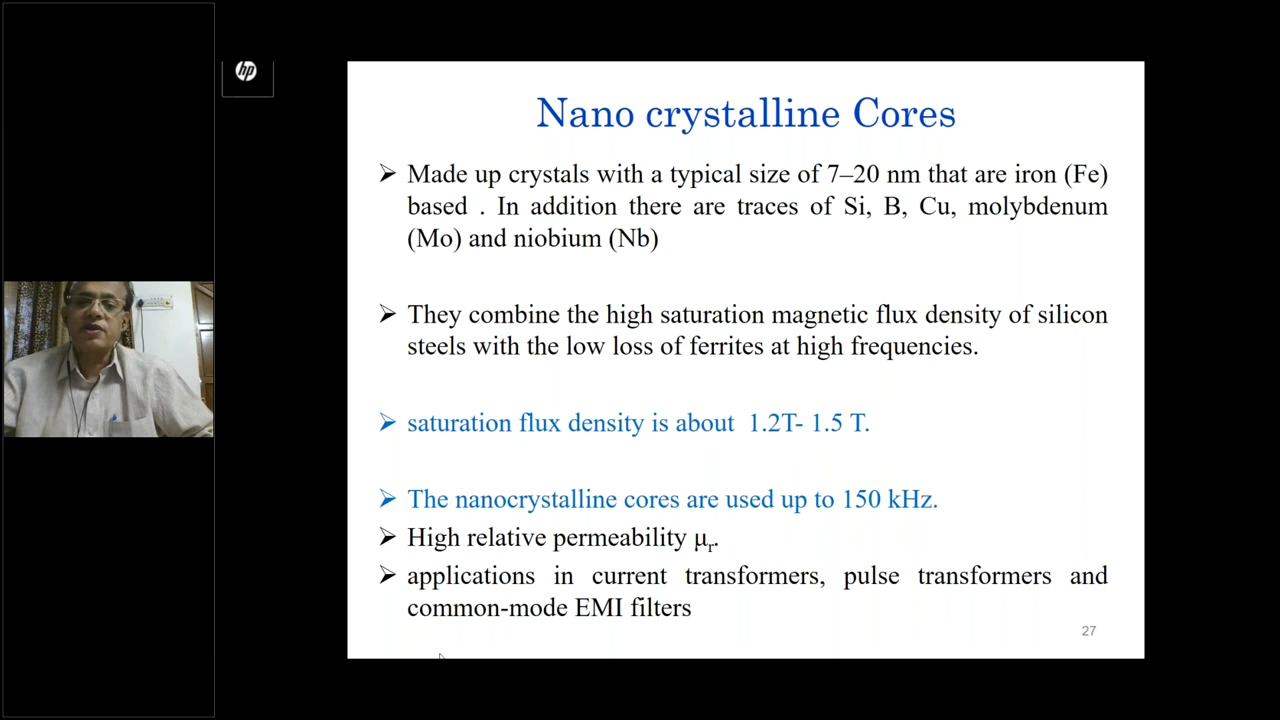 hp
Nano crystalline Cores
➢ Made up crystals with a typical size of 7–20 nm that are iron (Fe)
based . In addition there are traces of Si, B, Cu, molybdenum
(Mo) and niobium (Nb)
➢ They combine the high saturation magnetic flux density of silicon
steels with the low loss of ferrites at high frequencies.
➢ saturation flux density is about 1.2T- 1.5 T.
➢ The nanocrystalline cores are used up to 150 kHz.
➢ High relative permeability μr.
➢ applications in current transformers, pulse transformers and
common-mode EMI filters
27